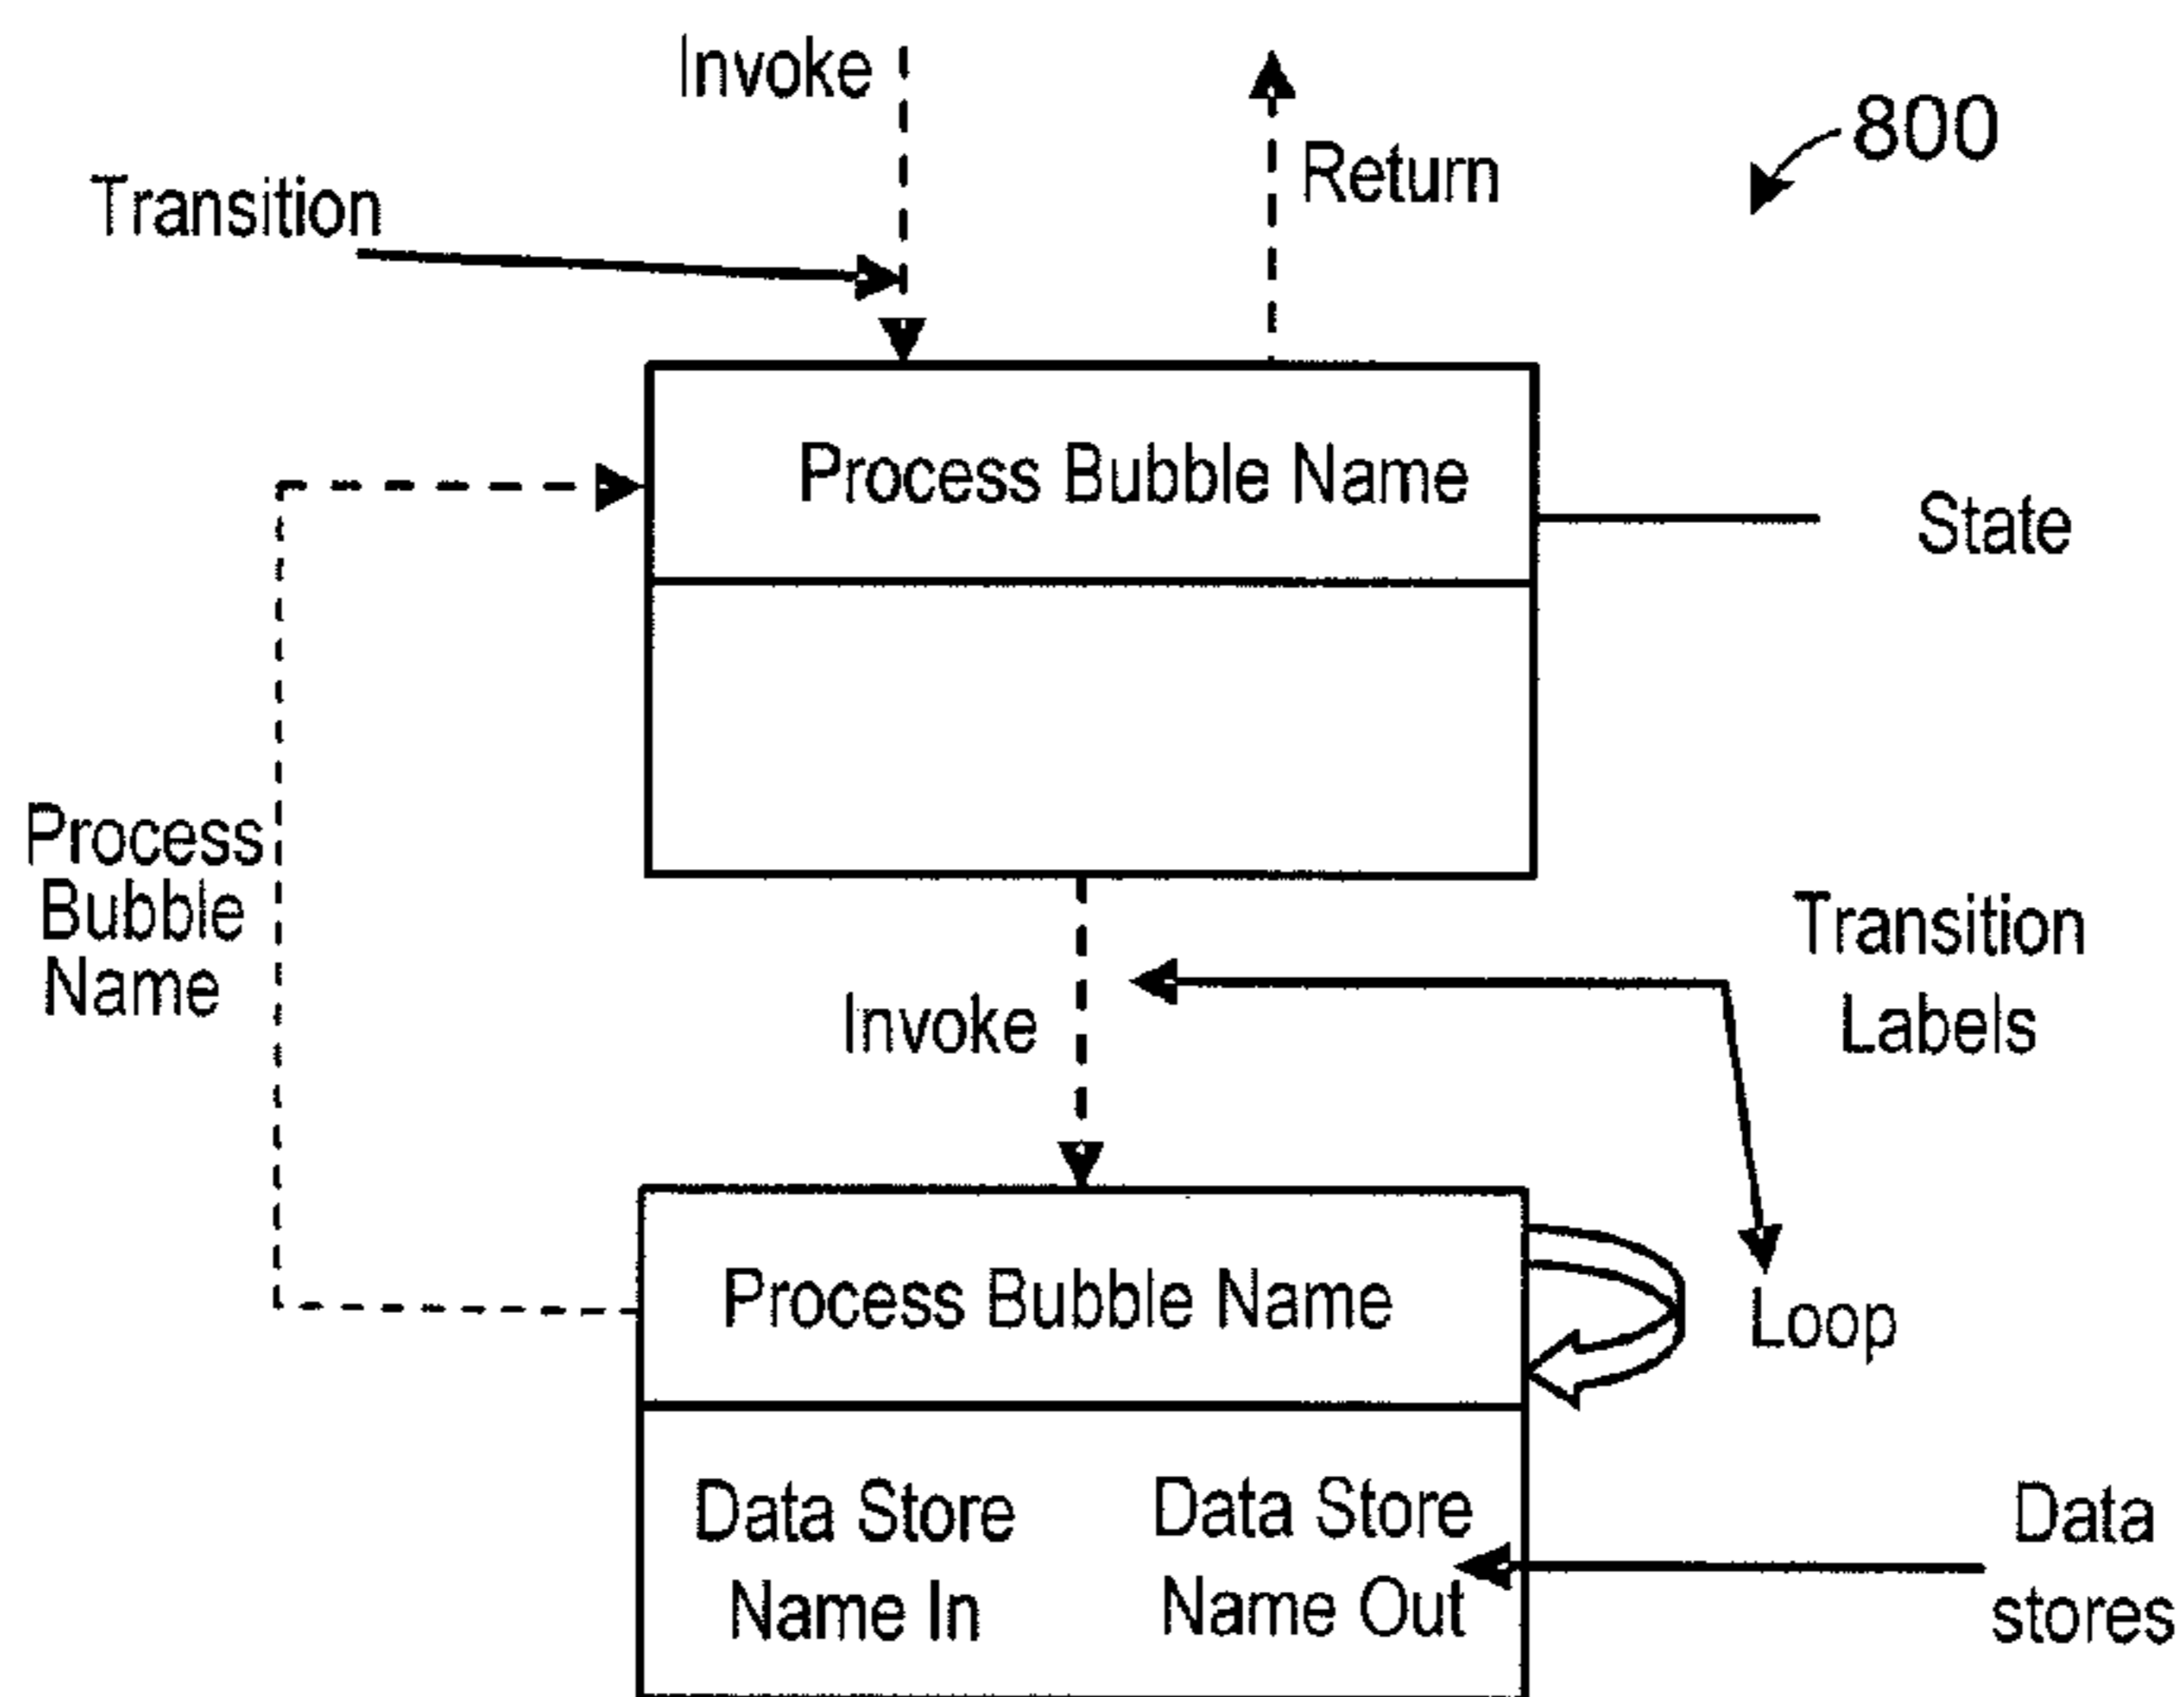 Invoke
Return
800
Transition
Process Bubble Name
State
Process
Bubble
Name
Transition
Labels
Invoke
Process Bubble Name
Loop
Data Store
Name In
Data Store
Name Out
Data
stores